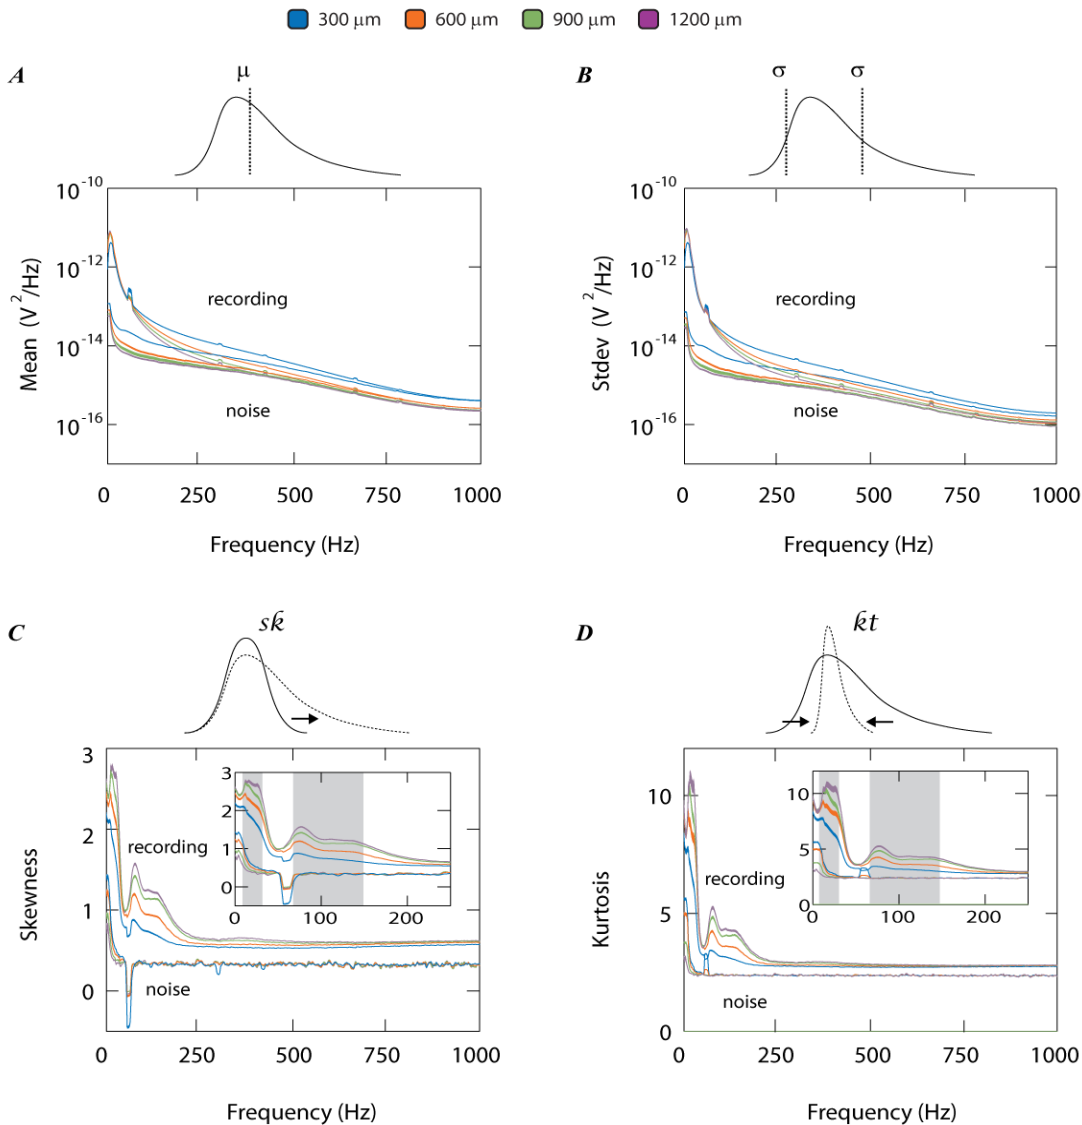 300 μm 600 μm 900 μm 1200 μm
A
μ
10-10
10-12
10-14
10-16
Mean (V 2/Hz)
recording
noise
0 250 500 750 1000
Frequency (Hz)
B
σ σ
10-10
10-12
10-14
10-16
Stdev (V 2/Hz)
recording
noise
0 250 500 750 1000
Frequency (Hz)
C
sk
3
2
1
0
Skewness
recording
noise
3
2
1
0
0 100 200
0 250 500 750 1000
Frequency (Hz)
D
kt
10
5
0
Kurtosis
recording
noise
10
5
0
0 100 200
0 250 500 750 1000
Frequency (Hz)